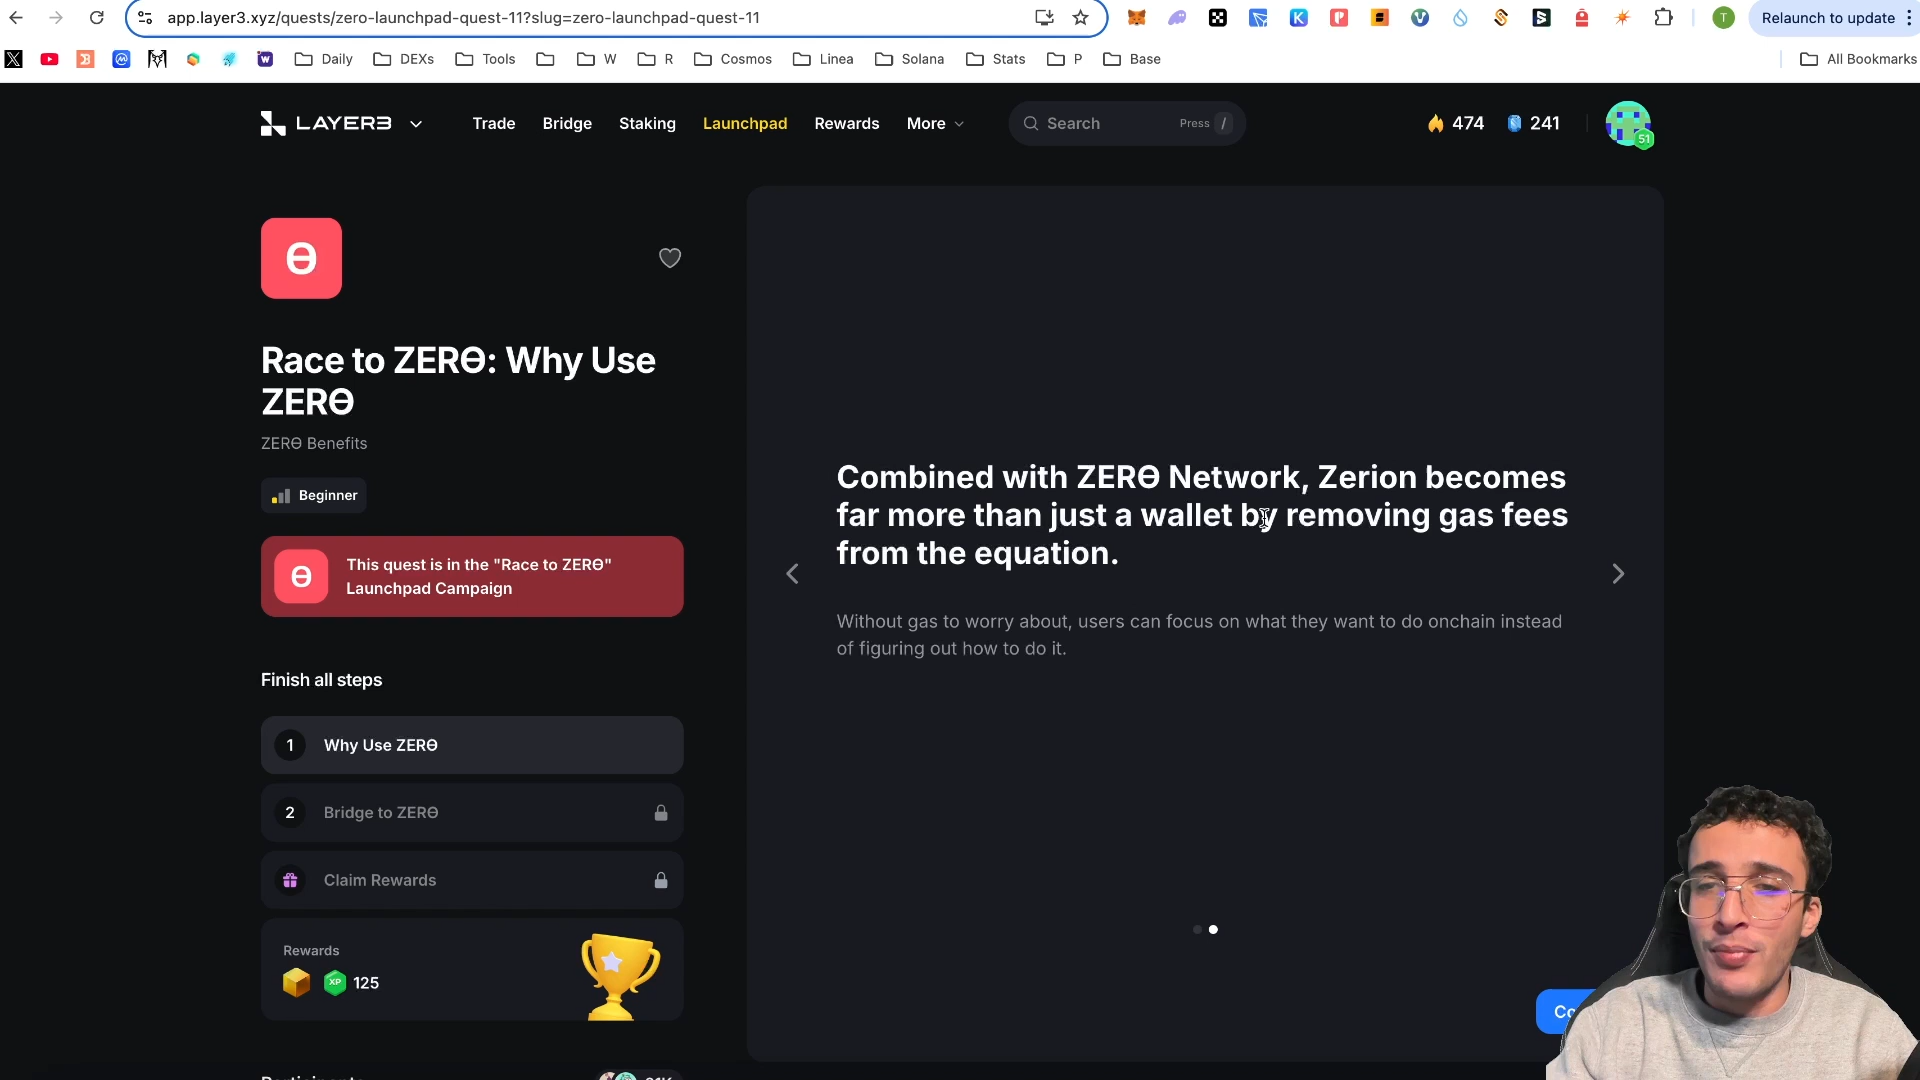 app.layer3.xyz/quests/zero-launchpad-quest-11?slug=zero-launchpad-quest-11
T
Relaunch to update
Daily
DEXs
Tools
W
R
Cosmos
Linea
Solana
Stats
P
Base
All Bookmarks
LAYER3
Trade
Bridge
Staking
Launchpad
Rewards
More
Search
Press /
474
241
51
Race to ZERϴ: Why Use
ZERϴ
ZERϴ Benefits
Beginner
This quest is in the "Race to ZERϴ"
Launchpad Campaign
Finish all steps
1 Why Use ZERϴ
2 Bridge to ZERϴ
Claim Rewards
Rewards
XP 125
Combined with ZERϴ Network, Zerion becomes
far more than just a wallet by removing gas fees
from the equation.
Without gas to worry about, users can focus on what they want to do onchain instead
of figuring out how to do it.